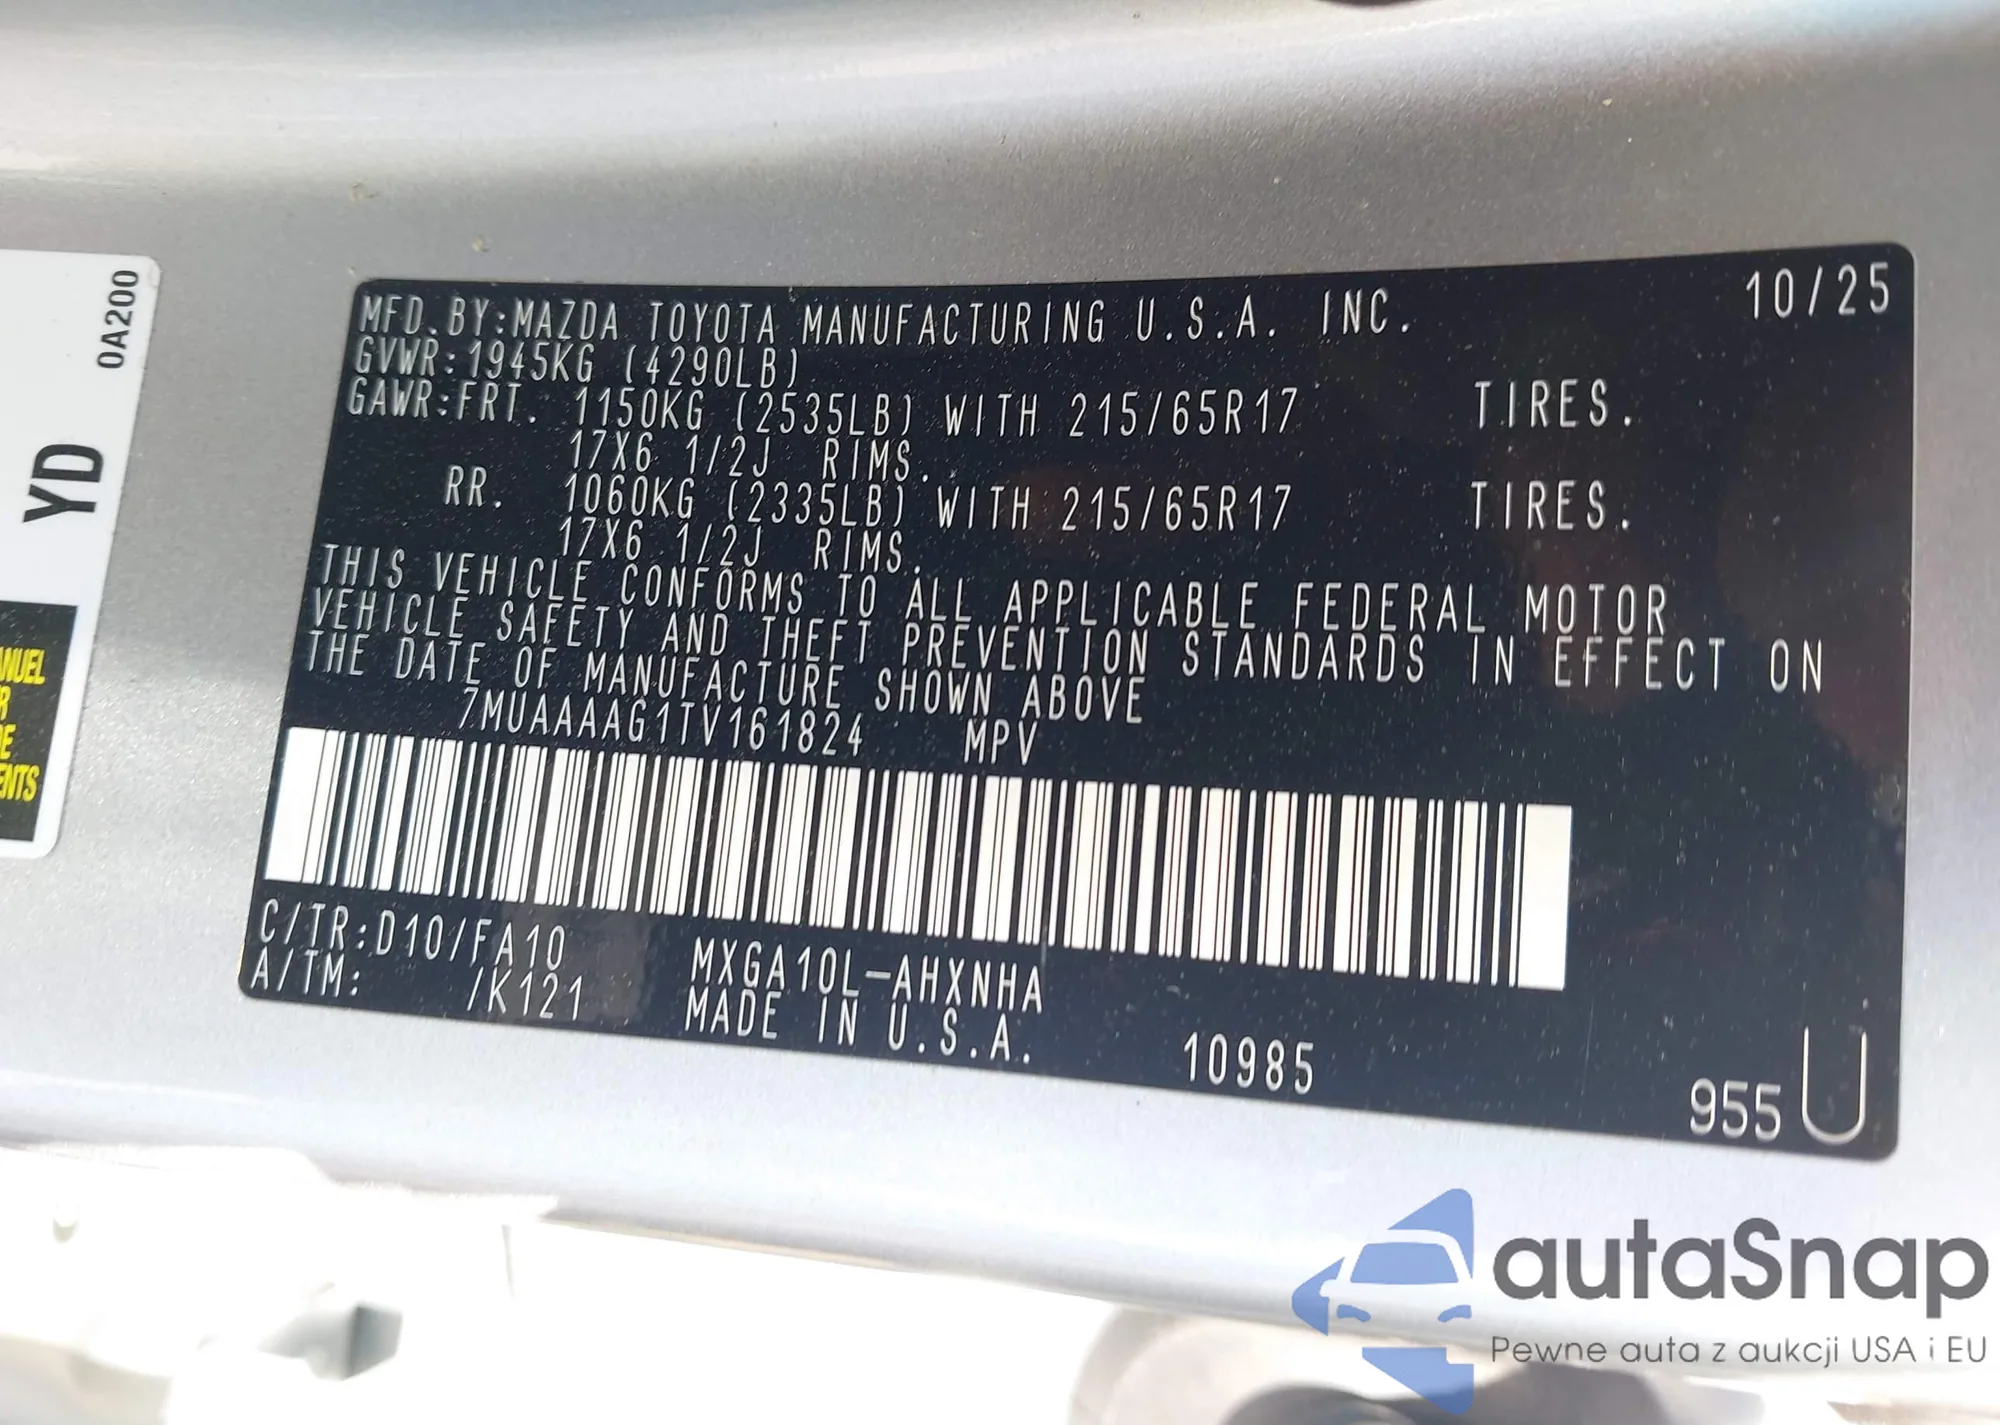 0A200
YD
ANUEL
R
E
ENTS
MFD.BY:MAZDA TOYOTA MANUFACTURING U.S.A. INC. 10/25
GVWR:1945KG (4290LB)
GAWR:FRT. 1150KG (2535LB) WITH 215/65R17 TIRES.
17X6 1/2J RIMS.
RR. 1060KG (2335LB) WITH 215/65R17 TIRES.
17X6 1/2J RIMS.
THIS VEHICLE CONFORMS TO ALL APPLICABLE FEDERAL MOTOR
VEHICLE SAFETY AND THEFT PREVENTION STANDARDS IN EFFECT ON
THE DATE OF MANUFACTURE SHOWN ABOVE
7MUAAAAG1TV161824 MPV
C/TR:D10/FA10 MXGA10L-AHXNHA
A/TM: /K121 MADE IN U.S.A. 10985
955 U
autaSnap
Pewne auta z aukcji USA i EU